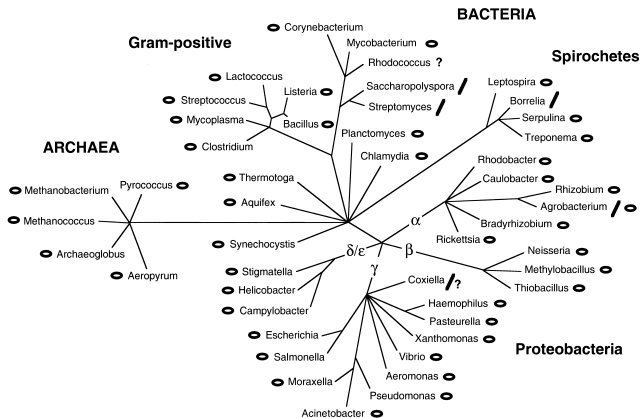 BACTERIA
Corynebacterium
Gram-positive
Mycobacterium
Rhodococcus ?
Spirochetes
Lactococcus
Listeria
Saccharopolyspora
Leptospira
Streptococcus
Streptomyces
Borrelia
Mycoplasma
Bacillus
Serpulina
Planctomyces
Treponema
Clostridium
ARCHAEA
Chlamydia
Rhodobacter
Thermotoga
Caulobacter
Methanobacterium
Pyrococcus
Rhizobium
Aquifex
Agrobacterium
Methanococcus
α
Bradyrhizobium
Synechocystis
Rickettsia
Archaeoglobus
δ/ε
β
Neisseria
Aeropyrum
Stigmatella
γ
Methylobacillus
Helicobacter
Coxiella ?
Thiobacillus
Campylobacter
Haemophilus
Pasteurella
Escherichia
Xanthomonas
Proteobacteria
Salmonella
Vibrio
Moraxella
Aeromonas
Pseudomonas
Acinetobacter